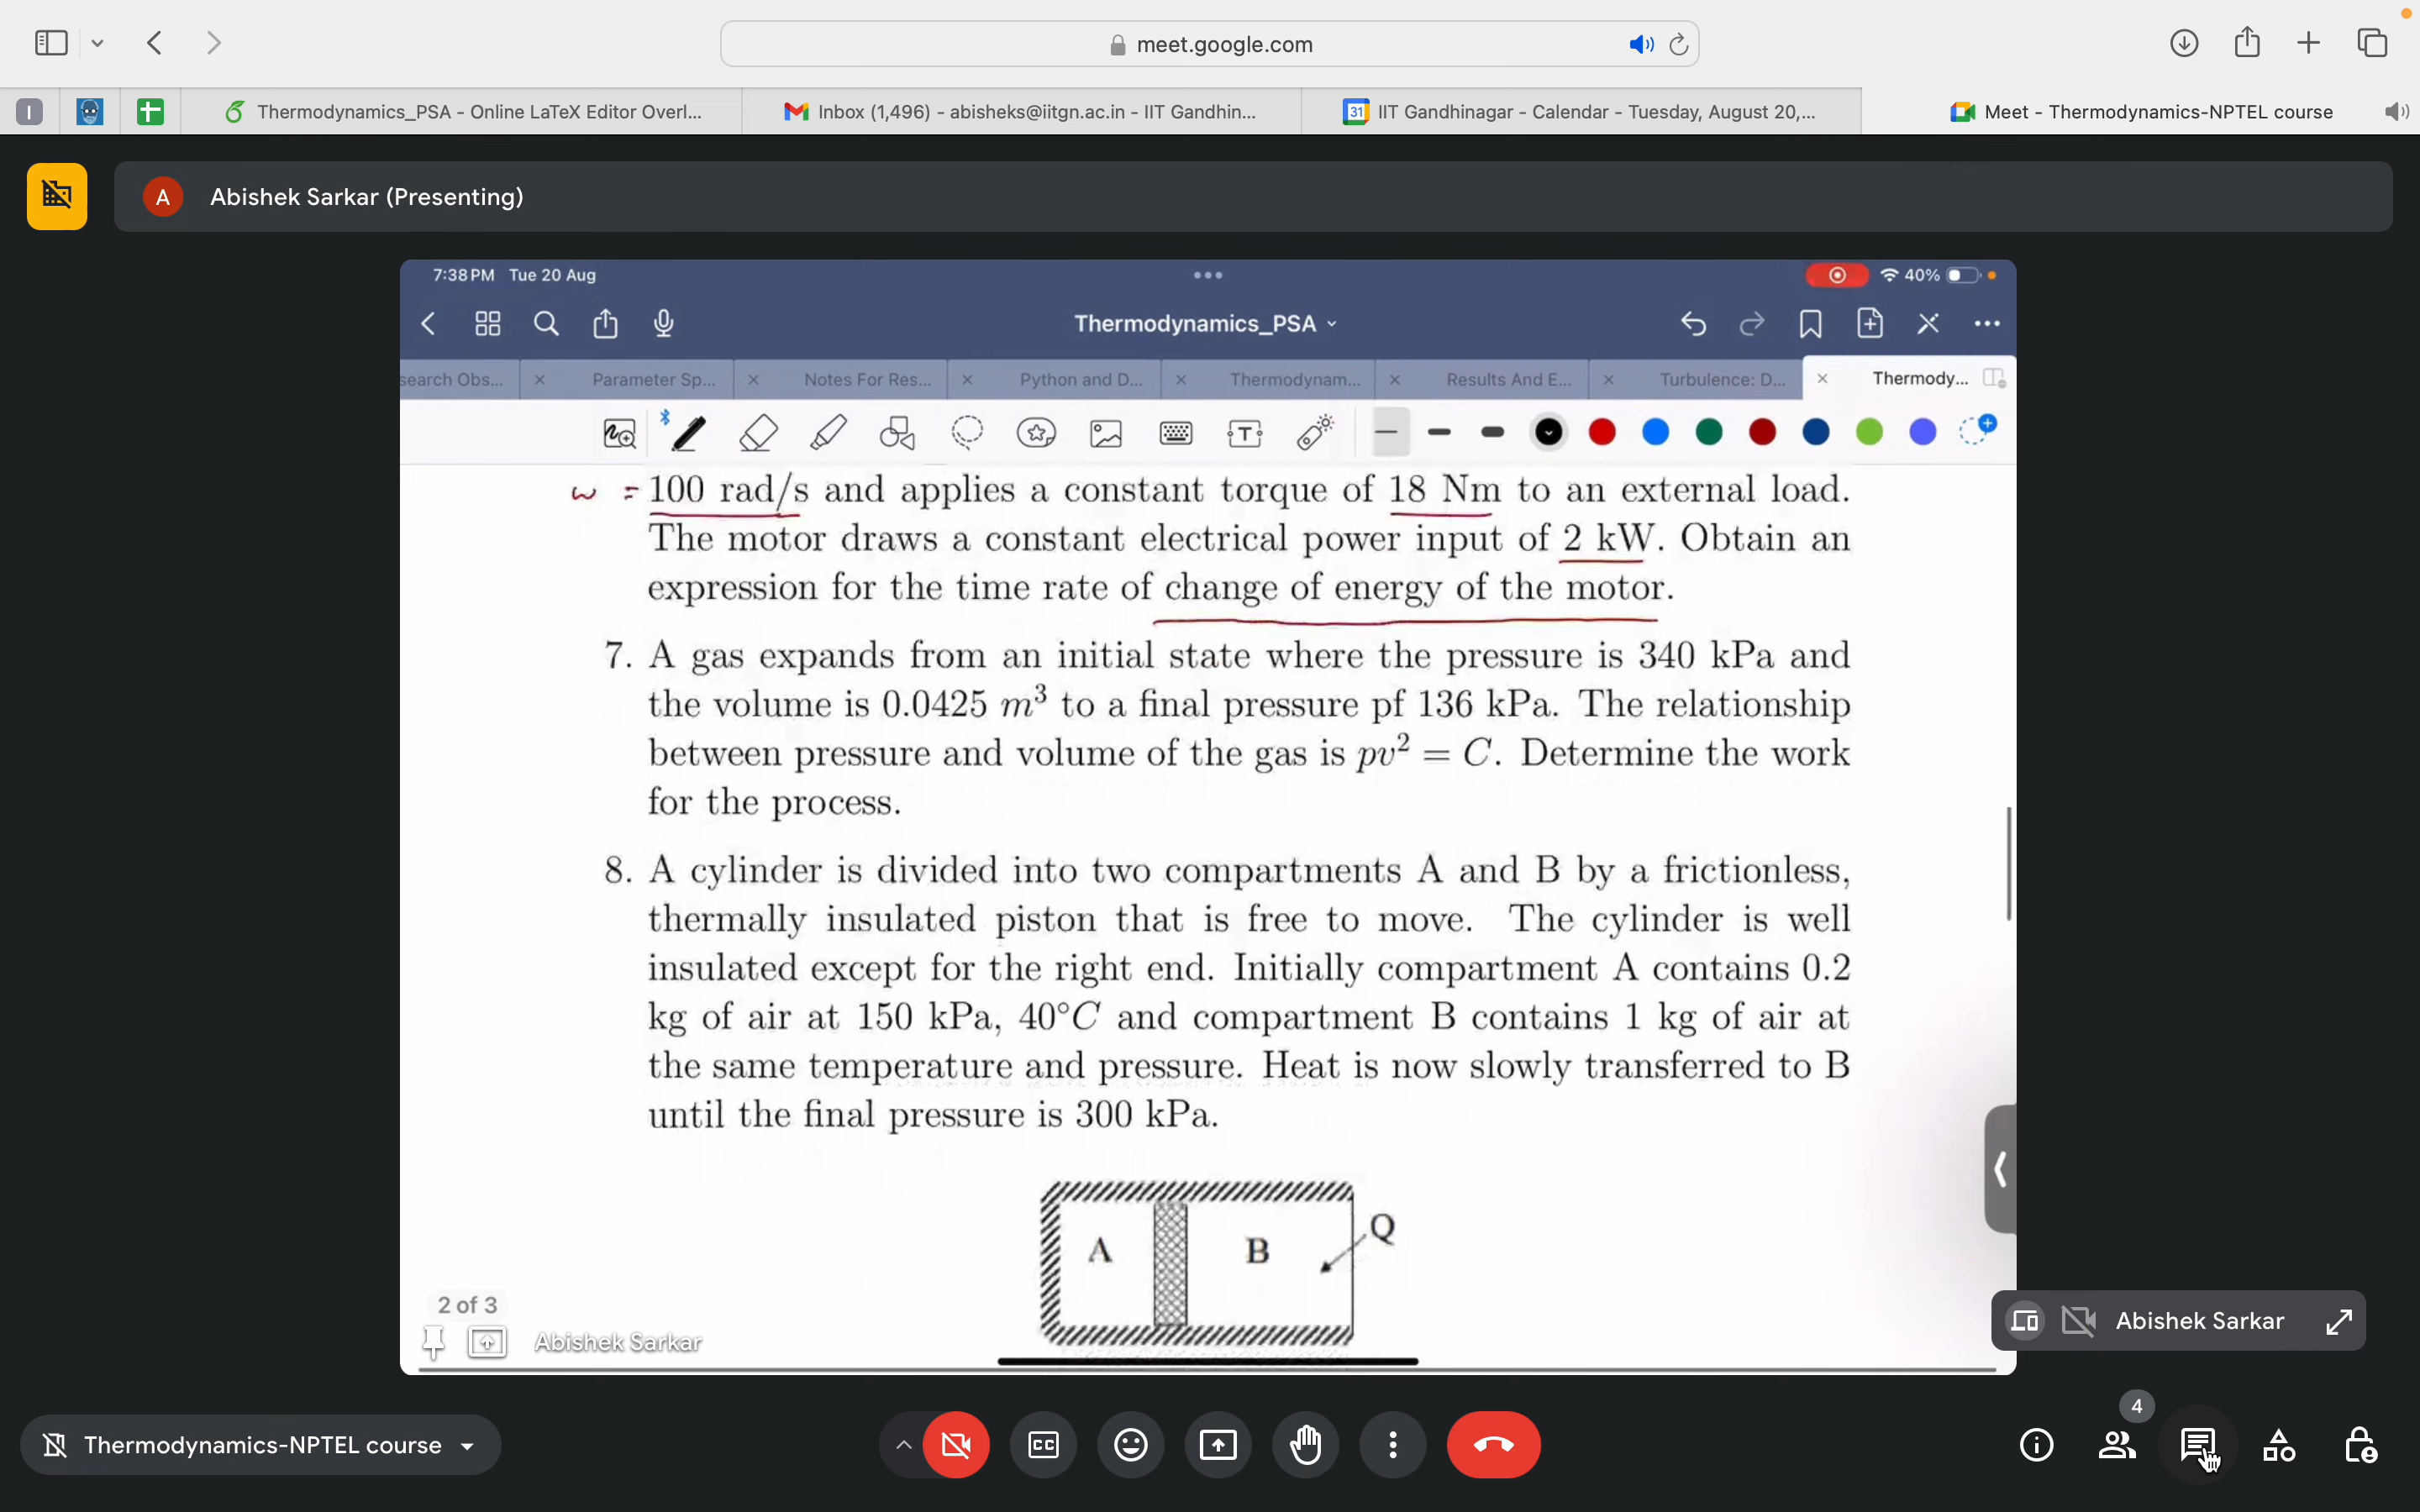 meet.google.com
I
Thermodynamics_PSA - Online LaTeX Editor Overl...
Inbox (1,496) - abisheks@iitgn.ac.in - IIT Gandhin...
31
IIT Gandhinagar - Calendar - Tuesday, August 20,...
Meet - Thermodynamics-NPTEL course
A
Abishek Sarkar (Presenting)
7:38 PM Tue 20 Aug
40%
Thermodynamics_PSA
search Obs...
Parameter Sp...
Notes For Res...
Python and D...
Thermodynam...
Results And E...
Turbulence: D...
Thermody...
T
ω = 100 rad/s and applies a constant torque of 18 Nm to an external load.
The motor draws a constant electrical power input of 2 kW. Obtain an
expression for the time rate of change of energy of the motor.
7. A gas expands from an initial state where the pressure is 340 kPa and
the volume is 0.0425 m³ to a final pressure pf 136 kPa. The relationship
between pressure and volume of the gas is pv² = C. Determine the work
for the process.
8. A cylinder is divided into two compartments A and B by a frictionless,
thermally insulated piston that is free to move. The cylinder is well
insulated except for the right end. Initially compartment A contains 0.2
kg of air at 150 kPa, 40°C and compartment B contains 1 kg of air at
the same temperature and pressure. Heat is now slowly transferred to B
until the final pressure is 300 kPa.
A B Q
2 of 3
Abishek Sarkar
Abishek Sarkar
4
Thermodynamics-NPTEL course
CC